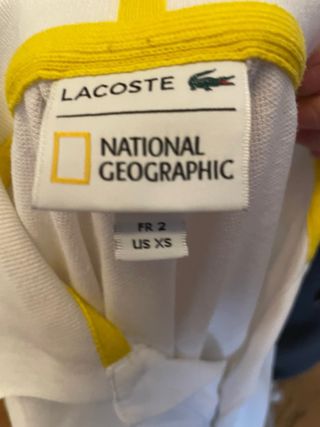 LACOSTE
NATIONAL
GEOGRAPHIC
FR 2
US XS